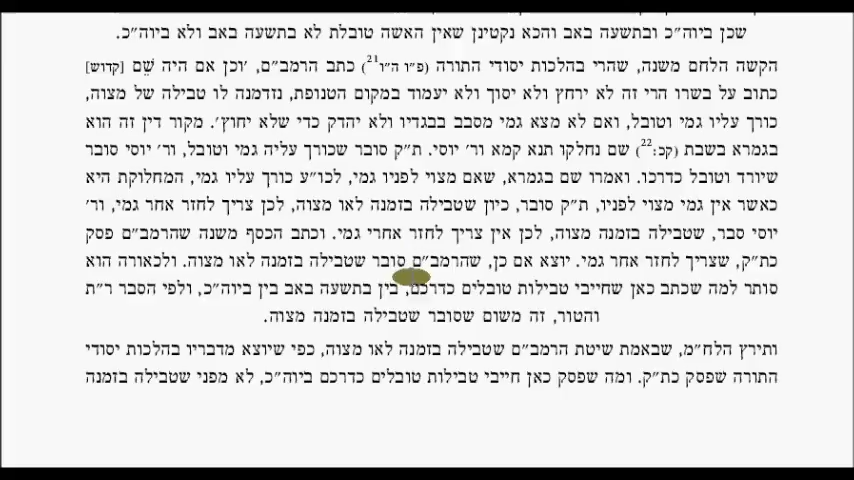 שכן ביוה״כ ובתשעה באב והכא נקטינן שאין האשה טובלת לא בתשעה באב ולא ביוה״כ.
הקשה הלחם משנה, שהרי בהלכות יסודי התורה (פ״ו ה״ו21) כתב הרמב״ם, 'וכן אם היה שֵׁם [קדוש]
כתוב על בשרו הרי זה לא ירחץ ולא יסוך ולא יעמוד במקום הטנופת, נזדמנה לו טבילה של מצוה,
כורך עליו גמי וטובל, ואם לא מצא גמי מסבב בבגדיו ולא יהדק כדי שלא יחוץ'. מקור דין זה הוא
בגמרא בשבת (קכ:22) שם נחלקו תנא קמא ור' יוסי. ת״ק סובר שכורך עליה גמי וטובל, ור' יוסי סובר
שיורד וטובל כדרכו. ואמרו שם בגמרא, שאם מצוי לפניו גמי, לכו״ע כורך עליו גמי, המחלוקת היא
כאשר אין גמי מצוי לפניו, ת״ק סובר, כיון שטבילה בזמנה לאו מצוה, לכן צריך לחזר אחר גמי, ור'
יוסי סבר, שטבילה בזמנה מצוה, לכן אין צריך לחזר אחרי גמי. וכתב הכסף משנה שהרמב״ם פסק
כת״ק, שצריך לחזר אחר גמי. יוצא אם כן, שהרמב״ם סובר שטבילה בזמנה לאו מצוה. ולכאורה הוא
סותר למה שכתב כאן שחייבי טבילות טובלים כדרכם, בין בתשעה באב בין ביוה״כ, ולפי הסבר ר״ת
והטור, זה משום שסובר שטבילה בזמנה מצוה.
ותירץ הלח״מ, שבאמת שיטת הרמב״ם שטבילה בזמנה לאו מצוה, כפי שיוצא מדבריו בהלכות יסודי
התורה שפסק כת״ק. ומה שפסק כאן חייבי טבילות טובלים כדרכם ביוה״כ, לא מפני שטבילה בזמנה